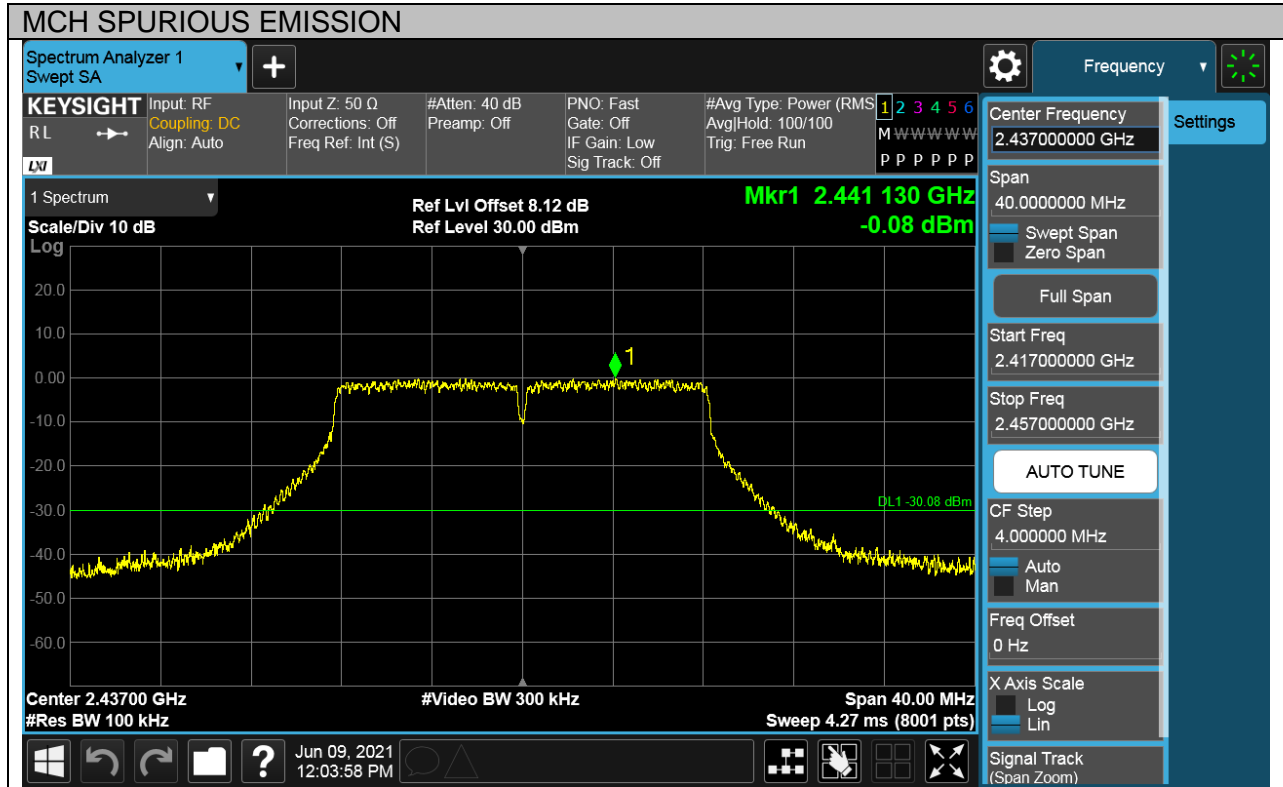 MCH SPURIOUS EMISSION
Spectrum Analyzer 1
Swept SA
Frequency
KEYSIGHT
RL
LXI
Input: RF
Coupling: DC
Align: Auto
Input Z: 50 Ω
Corrections: Off
Freq Ref: Int (S)
#Atten: 40 dB
Preamp: Off
PNO: Fast
Gate: Off
IF Gain: Low
Sig Track: Off
#Avg Type: Power (RMS
Avg|Hold: 100/100
Trig: Free Run
1 2 3 4 5 6
M W W W W W
P P P P P P
1 Spectrum
Scale/Div 10 dB
Ref Lvl Offset 8.12 dB
Ref Level 30.00 dBm
Mkr1 2.441 130 GHz
-0.08 dBm
Log
20.0
10.0
0.00
-10.0
-20.0
-30.0
-40.0
-50.0
-60.0
1
DL1 -30.08 dBm
Center 2.43700 GHz
#Video BW 300 kHz
Span 40.00 MHz
#Res BW 100 kHz
Sweep 4.27 ms (8001 pts)
Center Frequency
2.437000000 GHz
Settings
Span
40.0000000 MHz
Swept Span
Zero Span
Full Span
Start Freq
2.417000000 GHz
Stop Freq
2.457000000 GHz
AUTO TUNE
CF Step
4.000000 MHz
Auto
Man
Freq Offset
0 Hz
X Axis Scale
Log
Lin
Signal Track
(Span Zoom)
?
Jun 09, 2021
12:03:58 PM